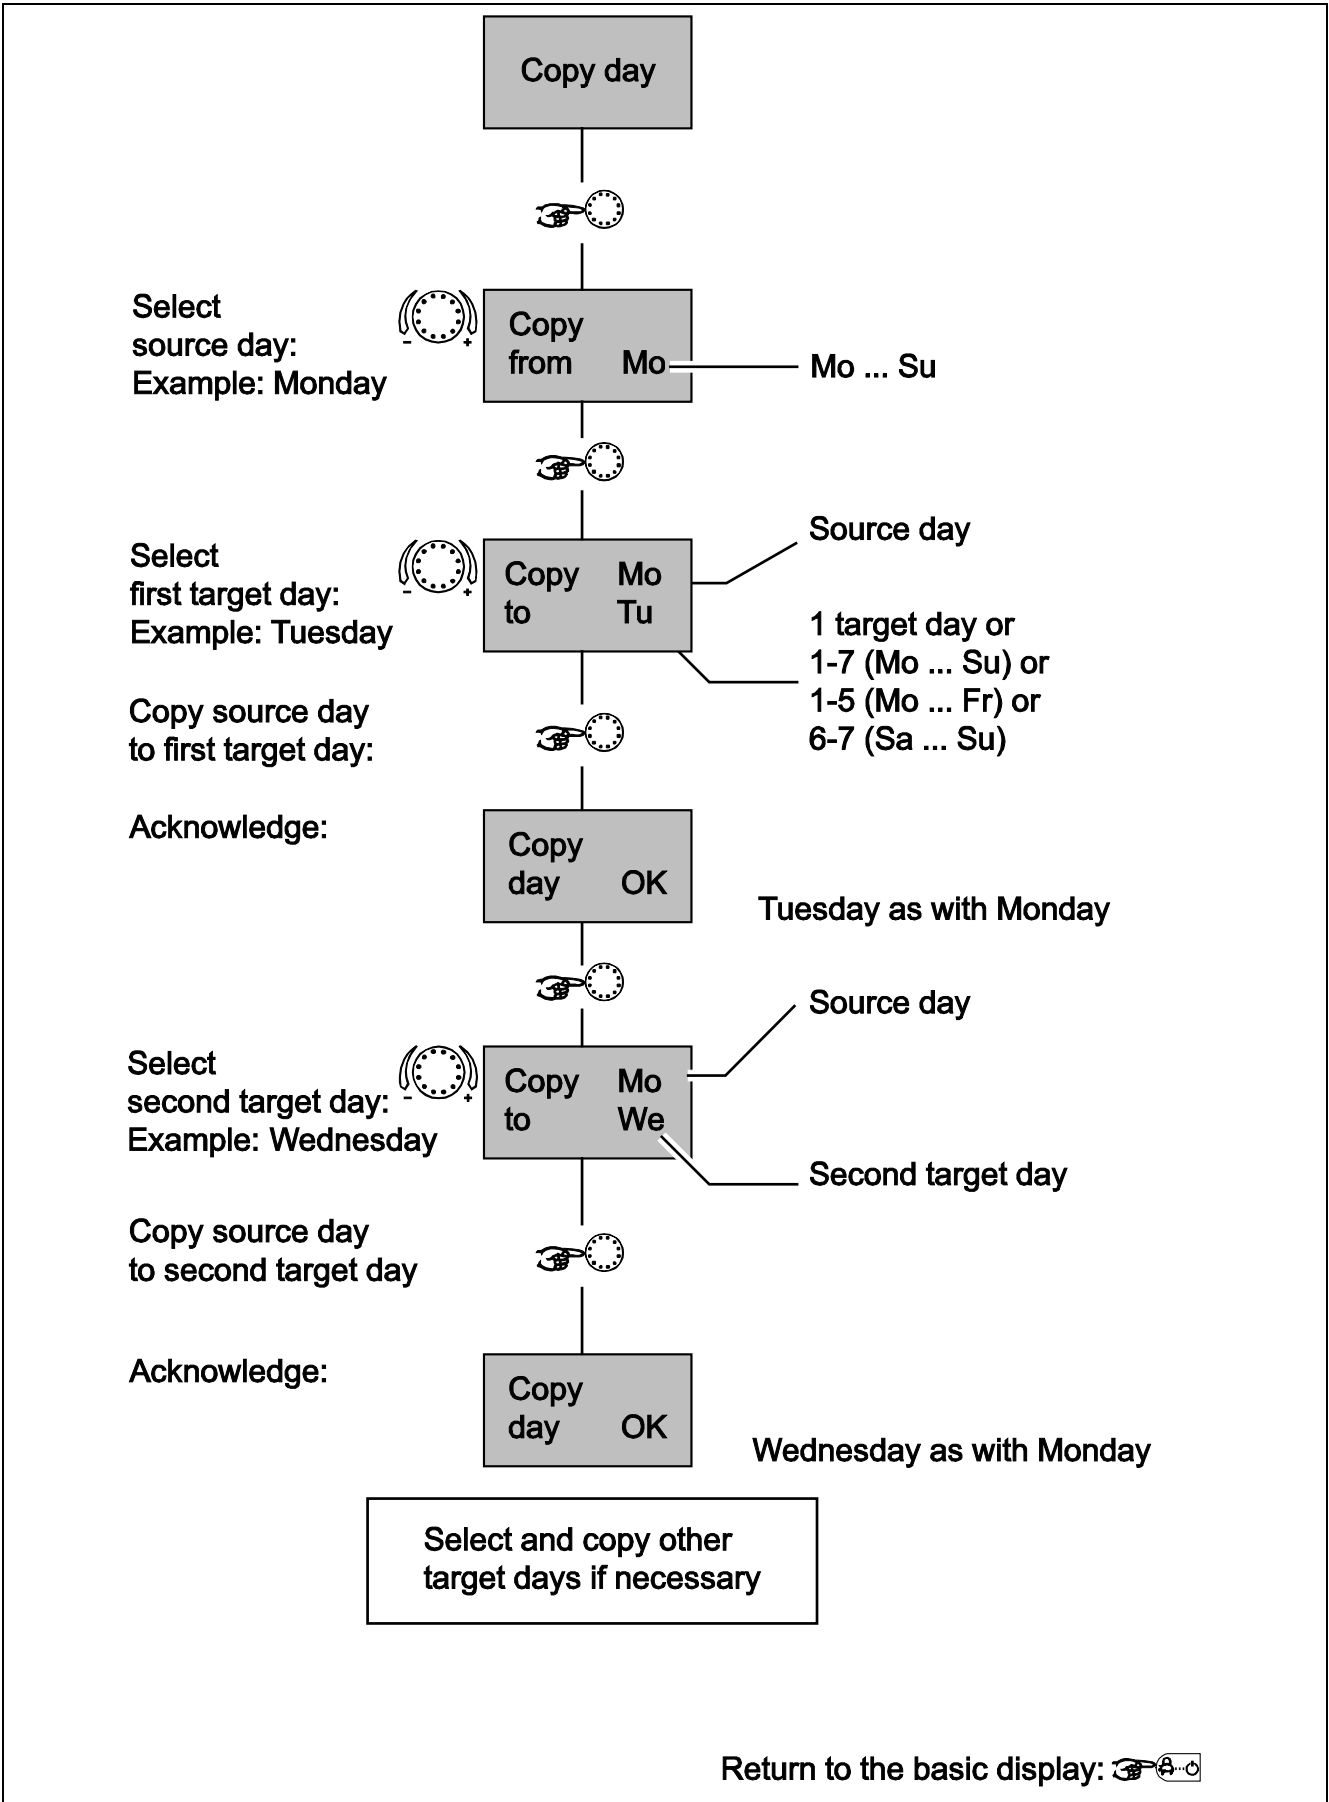 Copy day
Select
source day:
Example: Monday
- +
Copy
from Mo
Mo ... Su
Select
first target day:
Example: Tuesday
- +
Copy Mo
to Tu
Source day
1 target day or
1-7 (Mo ... Su) or
1-5 (Mo ... Fr) or
6-7 (Sa ... Su)
Copy source day
to first target day:
Acknowledge:
Copy
day OK
Tuesday as with Monday
Select
second target day:
Example: Wednesday
- +
Copy Mo
to We
Source day
Second target day
Copy source day
to second target day
Acknowledge:
Copy
day OK
Wednesday as with Monday
Select and copy other
target days if necessary
Return to the basic display: